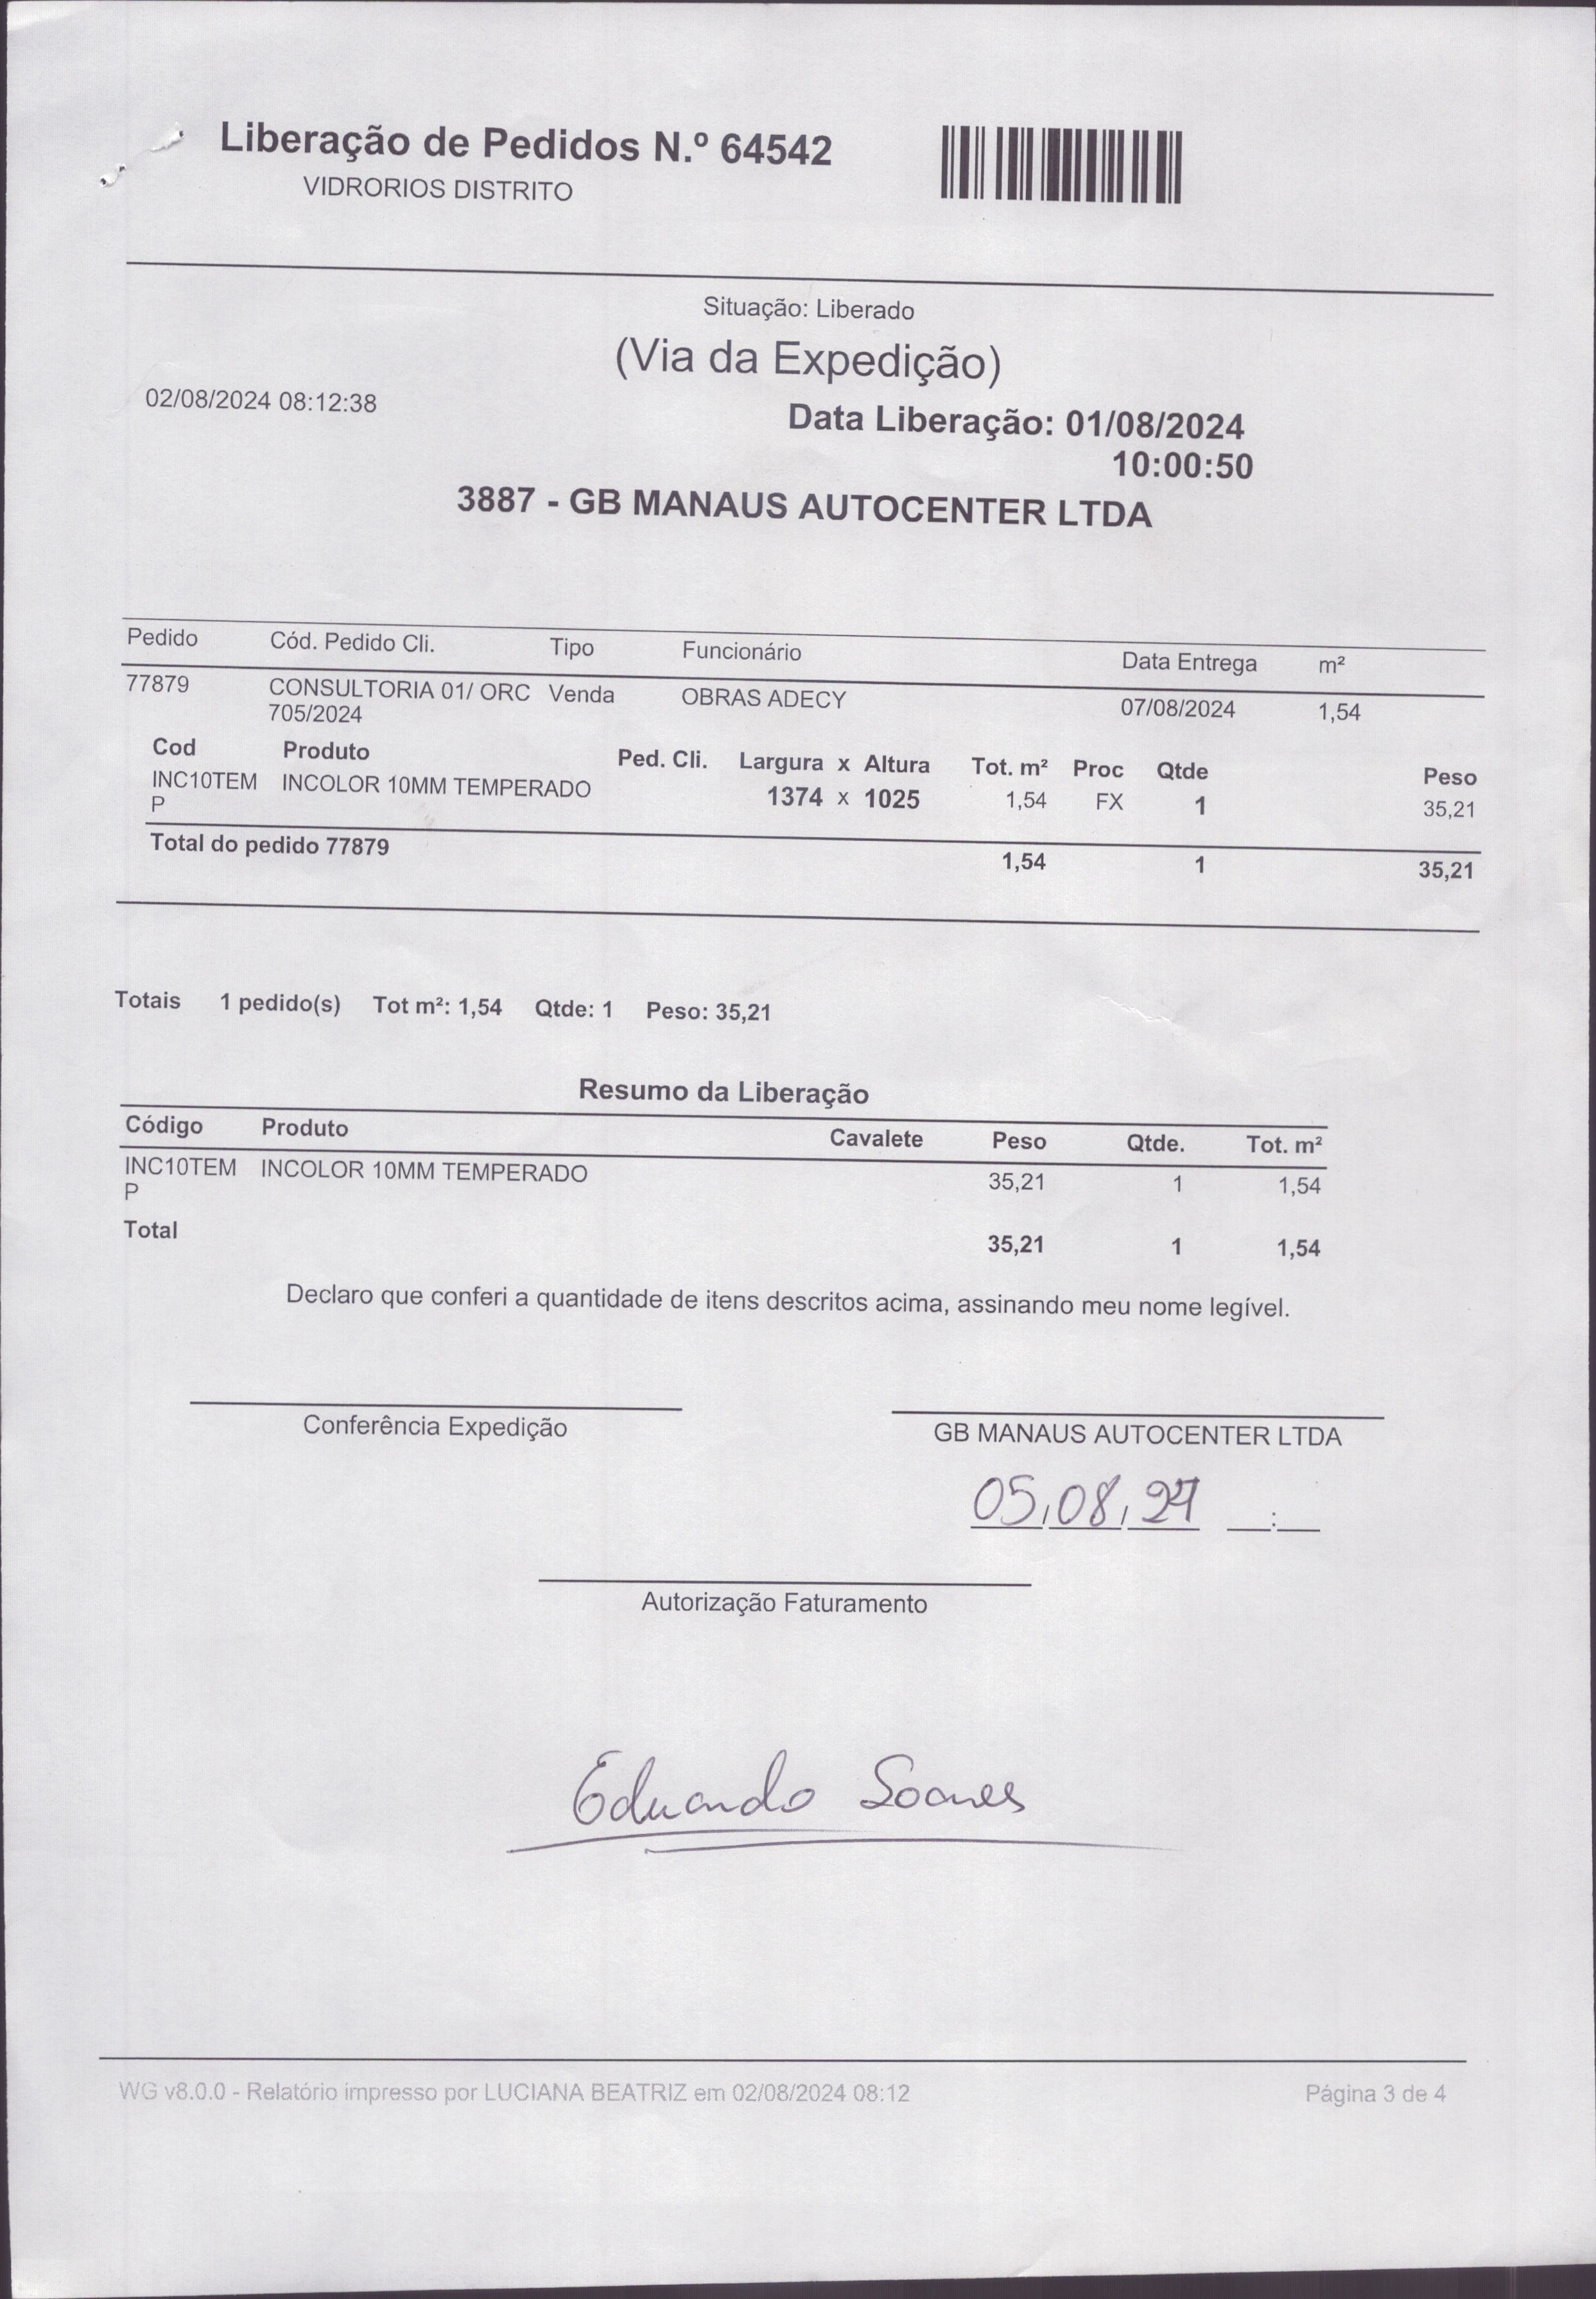 Liberação de Pedidos N.º 64542
VIDRORIOS DISTRITO
Situação: Liberado
(Via da Expedição)
02/08/2024 08:12:38
Data Liberação: 01/08/2024
10:00:50
3887 - GB MANAUS AUTOCENTER LTDA
Pedido Cód. Pedido Cli. Tipo Funcionário Data Entrega m²
77879 CONSULTORIA 01/ ORC Venda OBRAS ADECY 07/08/2024 1,54
705/2024
Cod Produto Ped. Cli. Largura x Altura Tot. m² Proc Qtde Peso
INC10TEM INCOLOR 10MM TEMPERADO 1374 x 1025 1,54 FX 1 35,21
P
Total do pedido 77879 1,54 1 35,21
Totais 1 pedido(s) Tot m²: 1,54 Qtde: 1 Peso: 35,21
Resumo da Liberação
Código Produto Cavalete Peso Qtde. Tot. m²
INC10TEM INCOLOR 10MM TEMPERADO 35,21 1 1,54
P
Total 35,21 1 1,54
Declaro que conferi a quantidade de itens descritos acima, assinando meu nome legível.
Conferência Expedição
GB MANAUS AUTOCENTER LTDA
05/08/24 __:__
Autorização Faturamento
Eduardo Soares
WG v8.0.0 - Relatório impresso por LUCIANA BEATRIZ em 02/08/2024 08:12 Página 3 de 4